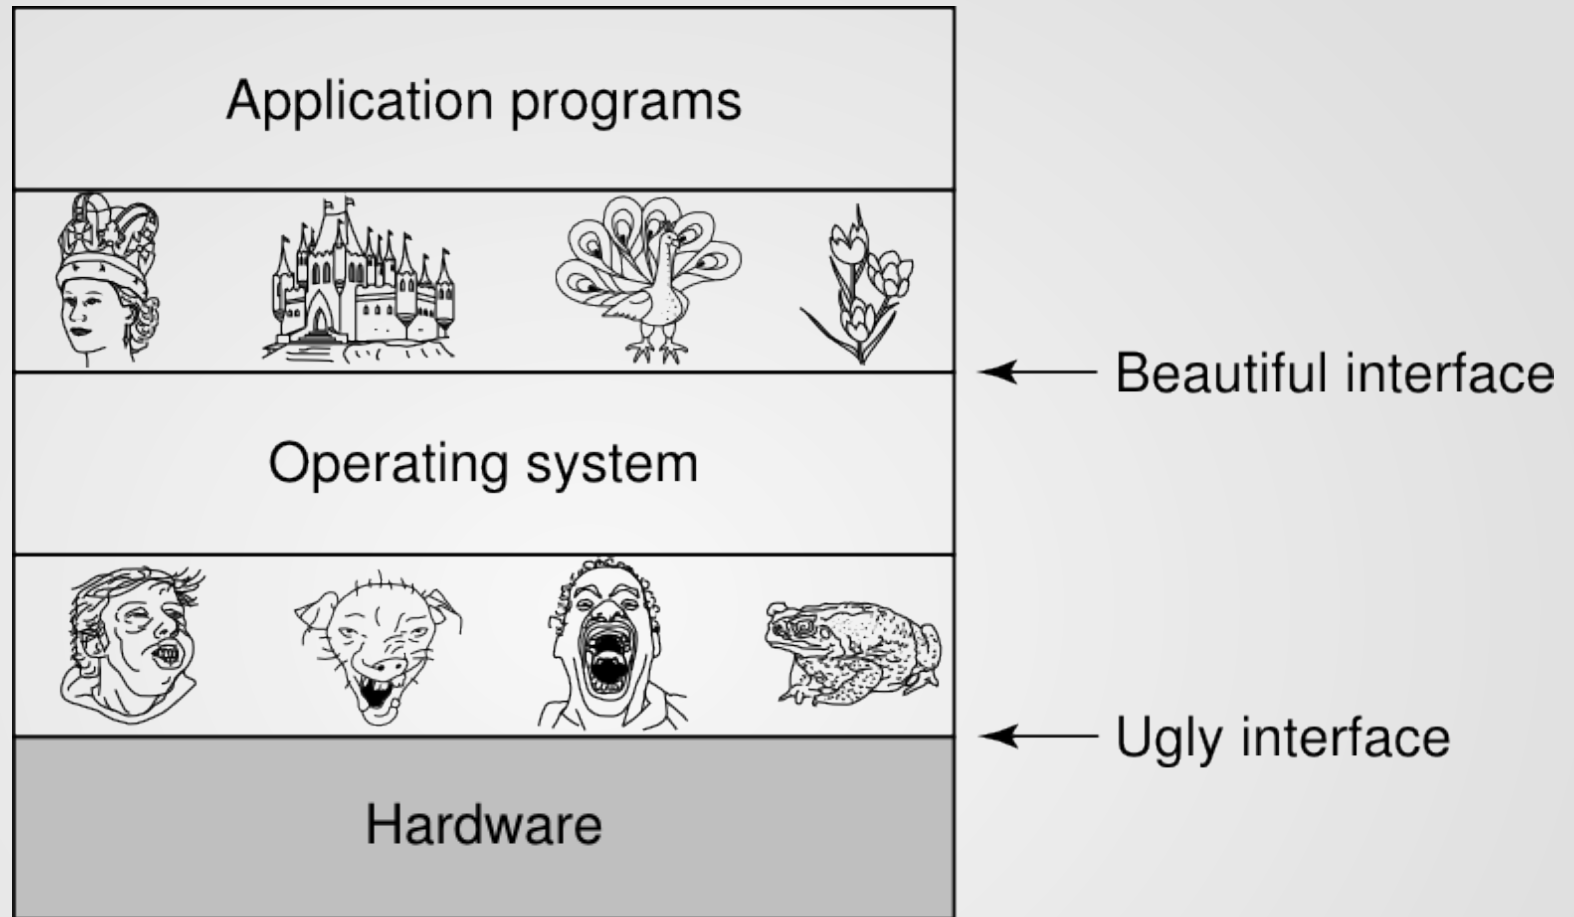 Application programs
Beautiful interface
Operating system
Ugly interface
Hardware